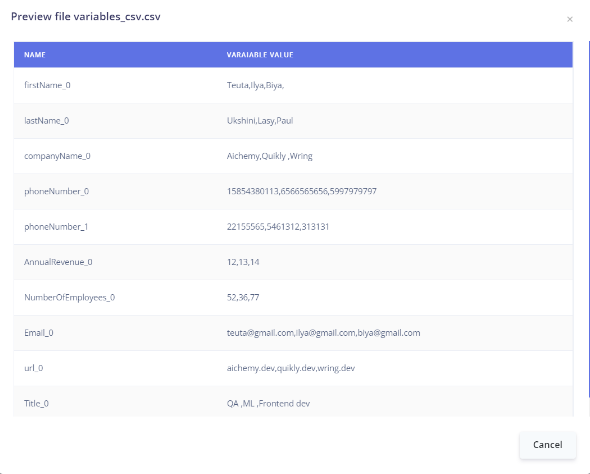 Preview file variables_csv.csv
×
NAME VARAIABLE VALUE
firstName_0 Teuta,Ilya,Biya,
lastName_0 Ukshini,Lasy,Paul
companyName_0 Aichemy,Quikly ,Wring
phoneNumber_0 15854380113,6566565656,5997979797
phoneNumber_1 22155565,5461312,313131
AnnualRevenue_0 12,13,14
NumberOfEmployees_0 52,36,77
Email_0 teuta@gmail.com,ilya@gmail.com,biya@gmail.com
url_0 aichemy.dev,quikly.dev,wring.dev
Title_0 QA ,ML ,Frontend dev
Cancel